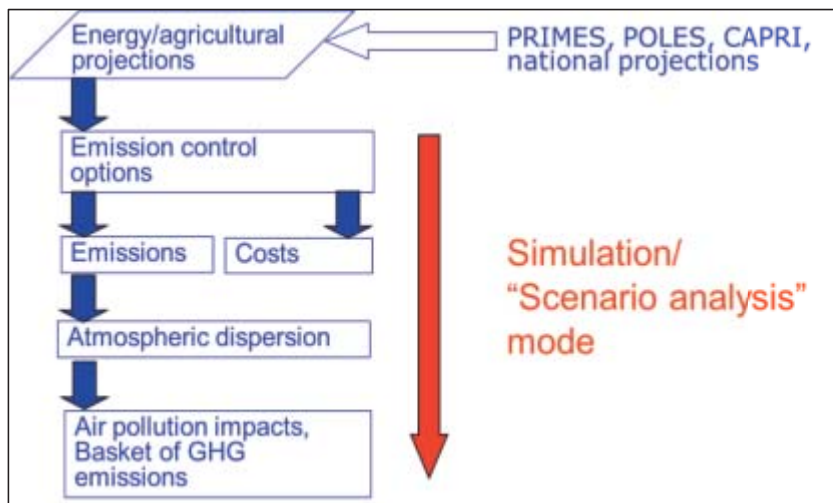 Energy/agricultural
projections
PRIMES, POLES, CAPRI,
national projections
Emission control
options
Emissions
Costs
Simulation/
“Scenario analysis”
mode
Atmospheric dispersion
Air pollution impacts,
Basket of GHG
emissions